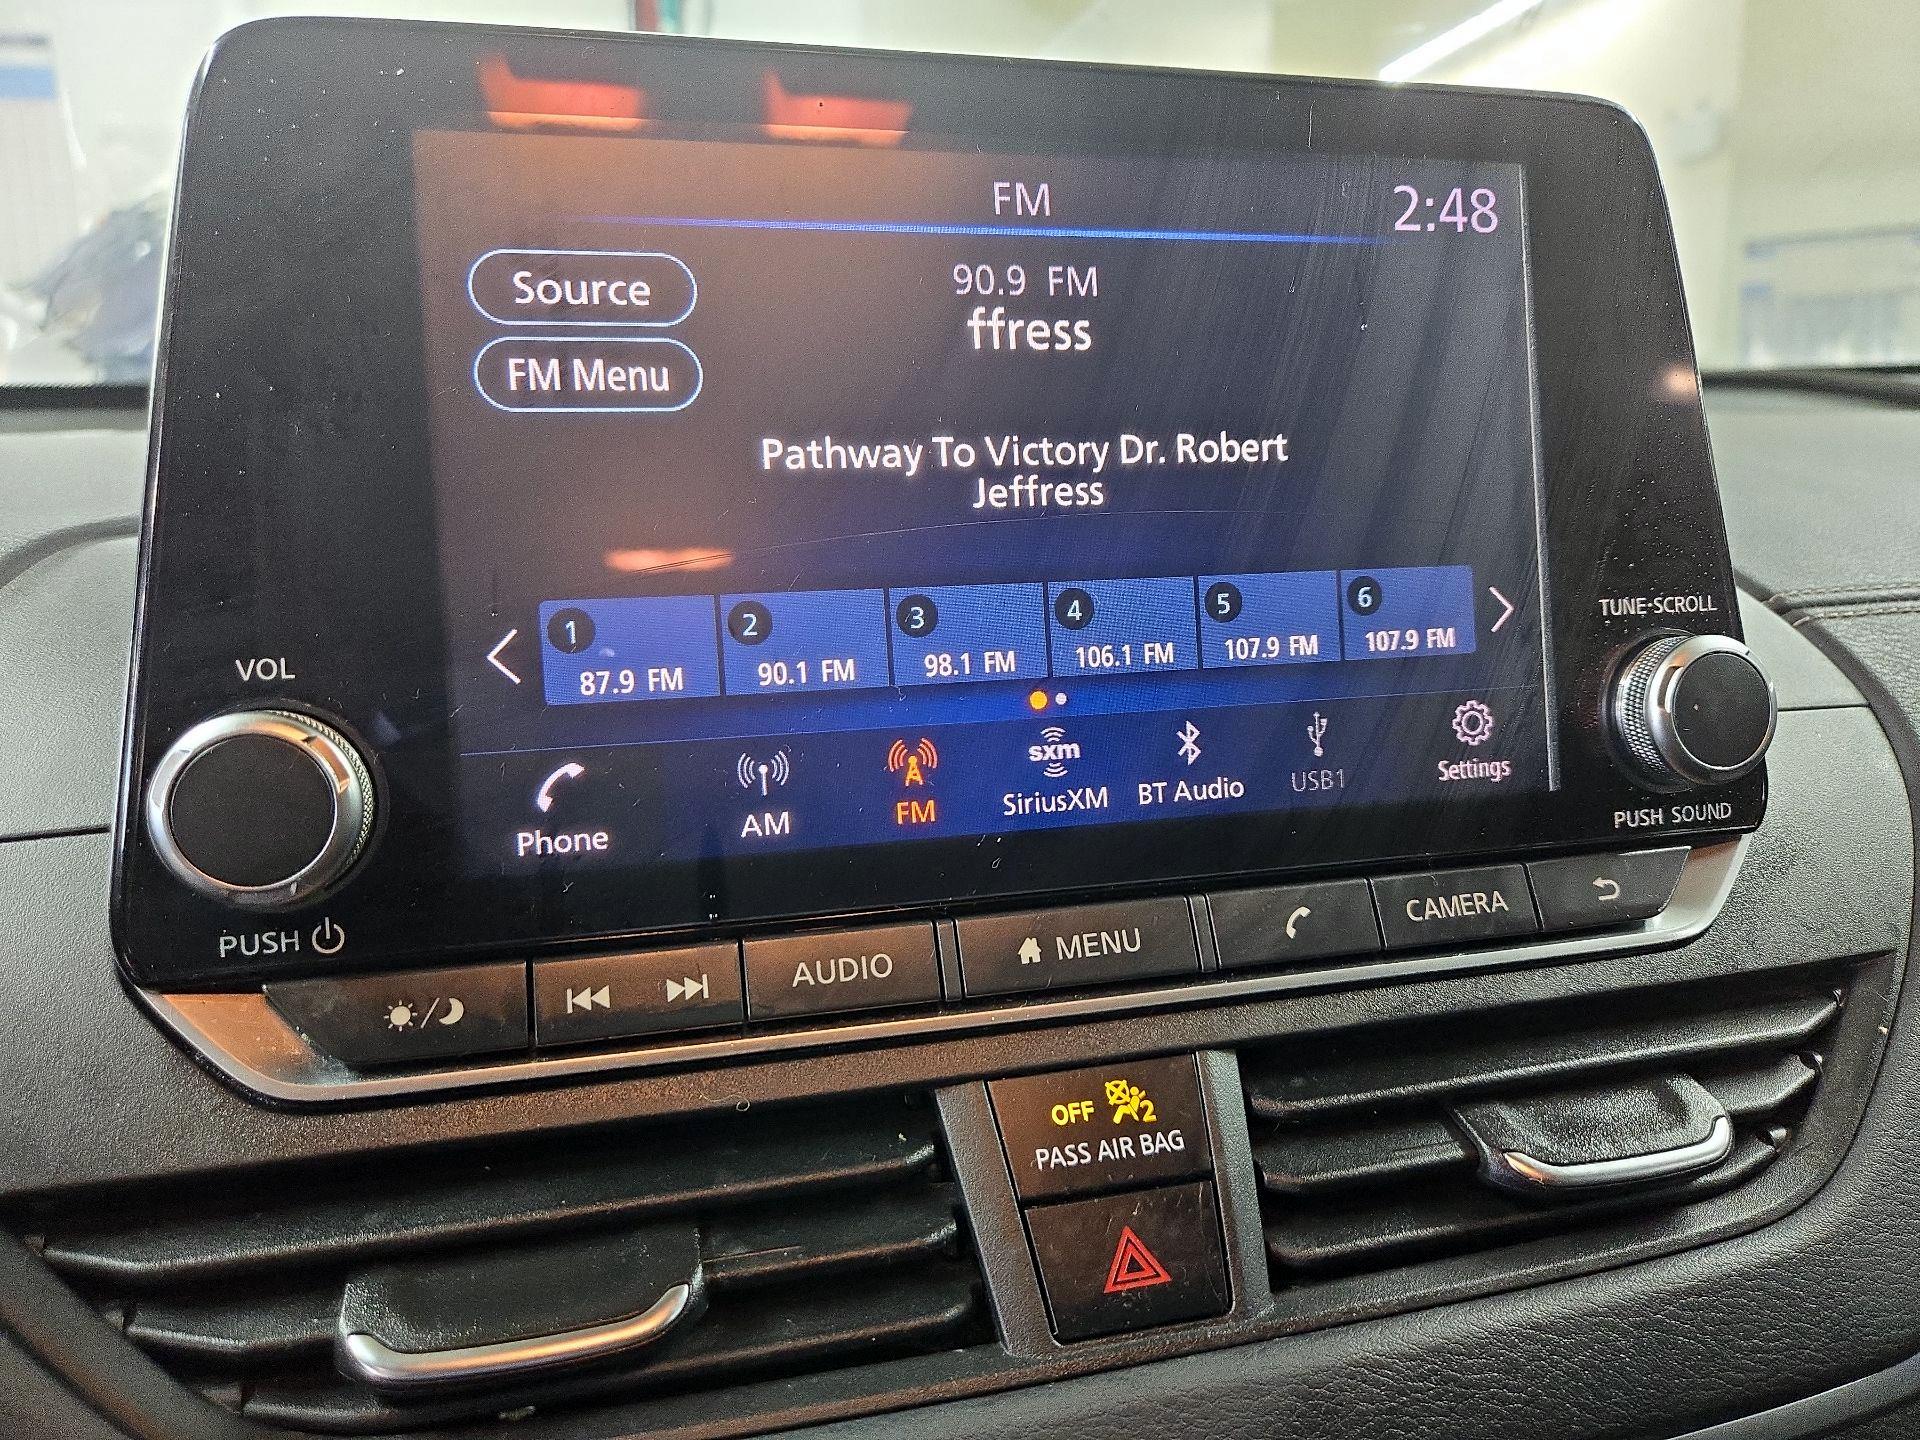 FM
2:48
Source
90.9 FM
ffress
FM Menu
Pathway To Victory Dr. Robert
Jeffress
1
87.9 FM
2
90.1 FM
3
98.1 FM
4
106.1 FM
5
107.9 FM
6
107.9 FM
TUNE·SCROLL
VOL
Phone
AM
FM
sxm
SiriusXM
BT Audio
USB1
Settings
PUSH SOUND
PUSH
AUDIO
MENU
CAMERA
OFF 2
PASS AIR BAG